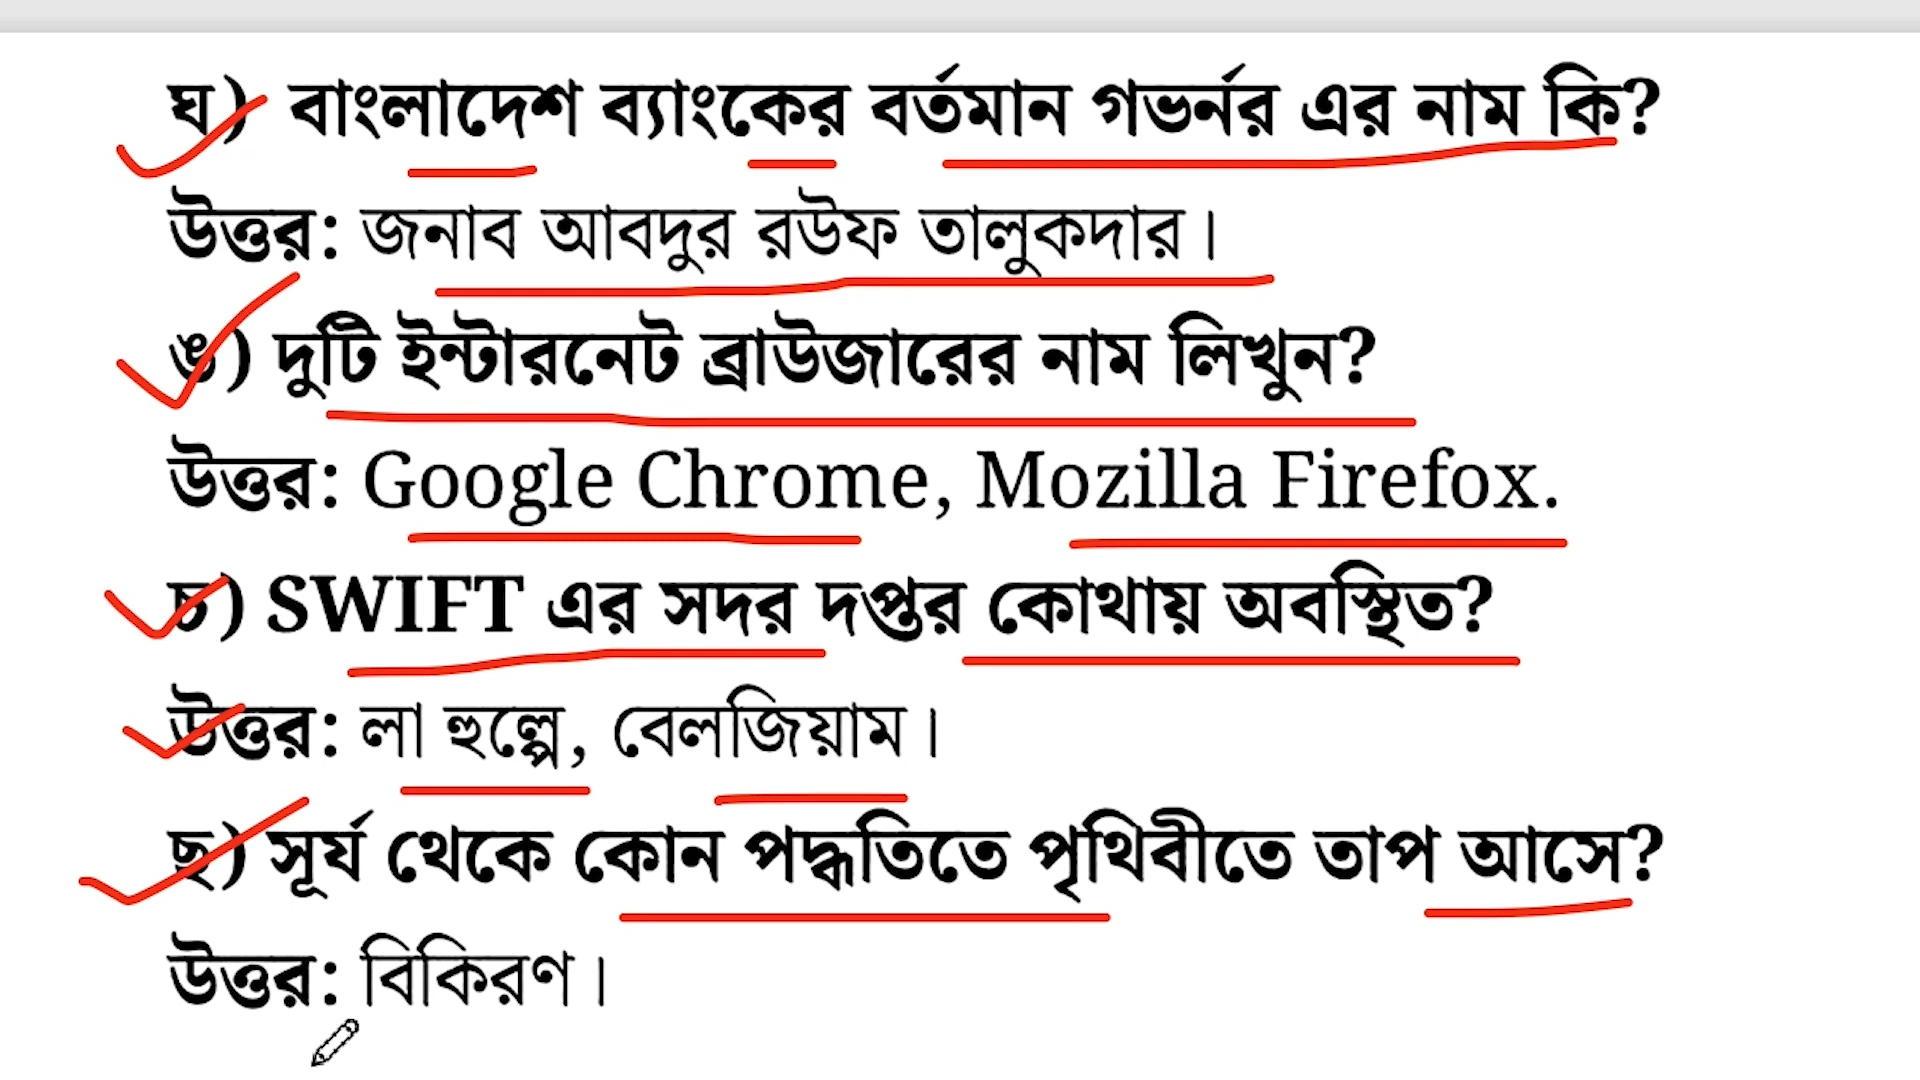 ঘ) বাংলাদেশ ব্যাংকের বর্তমান গভর্নর এর নাম কি?
উত্তর: জনাব আবদুর রউফ তালুকদার।
ঙ) দুটি ইন্টারনেট ব্রাউজারের নাম লিখুন?
উত্তর: Google Chrome, Mozilla Firefox.
চ) SWIFT এর সদর দপ্তর কোথায় অবস্থিত?
উত্তর: লা হুল্পে, বেলজিয়াম।
ছ) সূর্য থেকে কোন পদ্ধতিতে পৃথিবীতে তাপ আসে?
উত্তর: বিকিরণ।